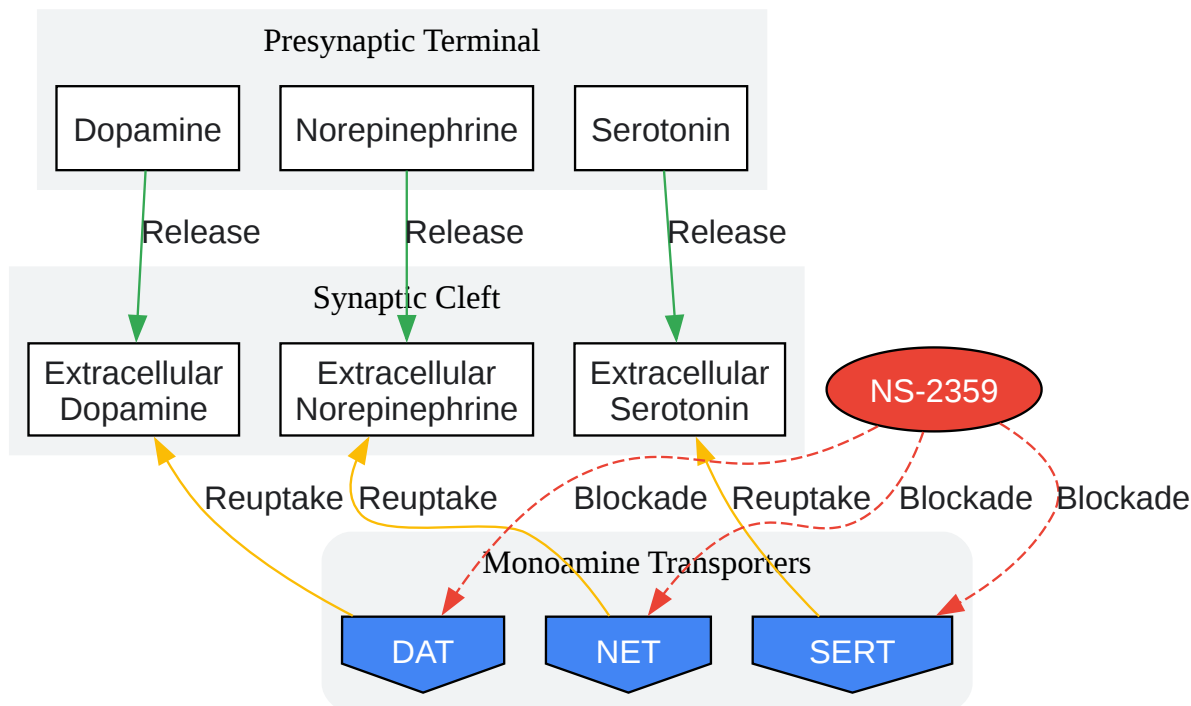 Presynaptic Terminal
Dopamine
Norepinephrine
Serotonin
Release
Release
Release
Synaptic Cleft
Extracellular
Dopamine
Extracellular
Norepinephrine
Extracellular
Serotonin
NS-2359
Reuptake
Reuptake
Blockade
Reuptake
Blockade
Blockade
Monoamine Transporters
DAT
NET
SERT